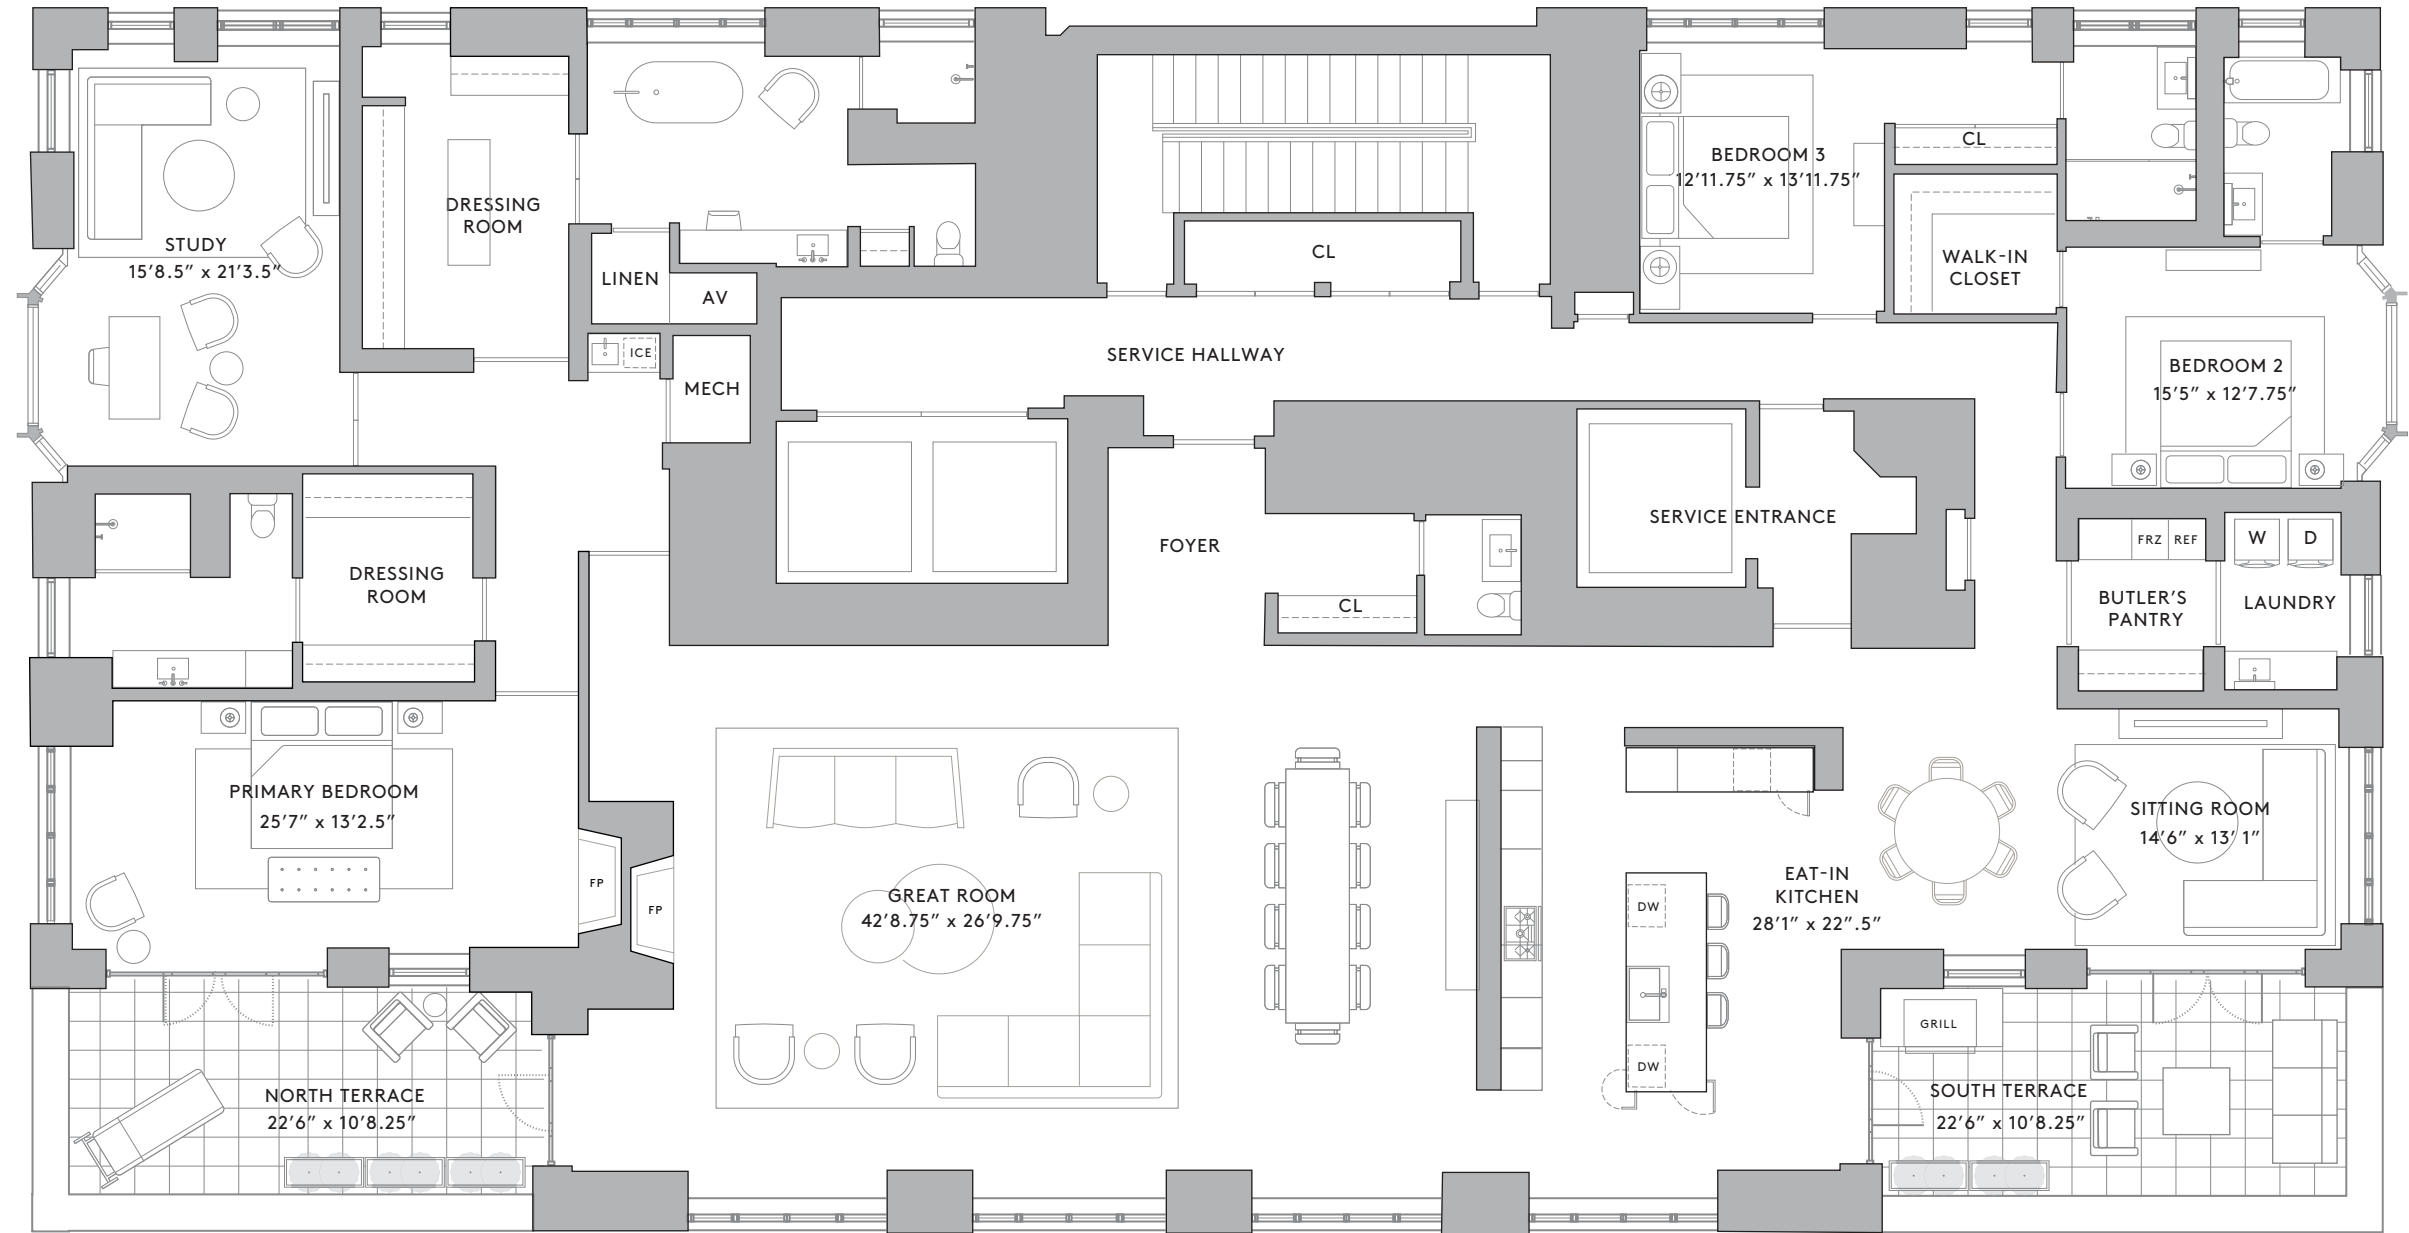 STUDY
15'8.5" x 21'3.5"
DRESSING
ROOM
LINEN
AV
ICE
MECH
CL
SERVICE HALLWAY
BEDROOM 3
12'11.75" x 13'11.75"
CL
WALK-IN
CLOSET
BEDROOM 2
15'5" x 12'7.75"
DRESSING
ROOM
FOYER
CL
SERVICE ENTRANCE
FRZ
REF
W
D
BUTLER'S
PANTRY
LAUNDRY
PRIMARY BEDROOM
25'7" x 13'2.5"
FP
FP
GREAT ROOM
42'8.75" x 26'9.75"
DW
EAT-IN
KITCHEN
28'1" x 22".5"
SITTING ROOM
14'6" x 13' 1"
DW
NORTH TERRACE
22'6" x 10'8.25"
GRILL
SOUTH TERRACE
22'6" x 10'8.25"